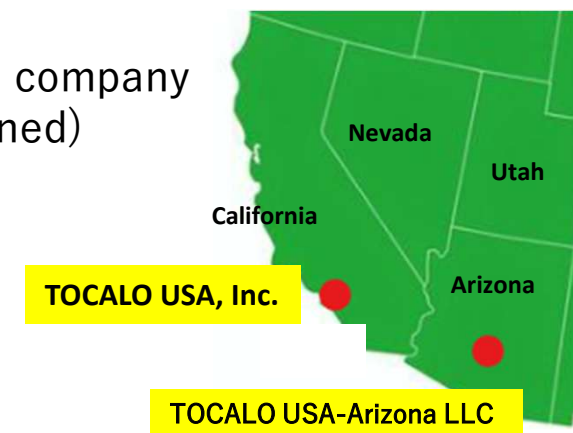 company
ned)
Nevada
Utah
California
Arizona
TOCALO USA, Inc.
TOCALO USA-Arizona LLC